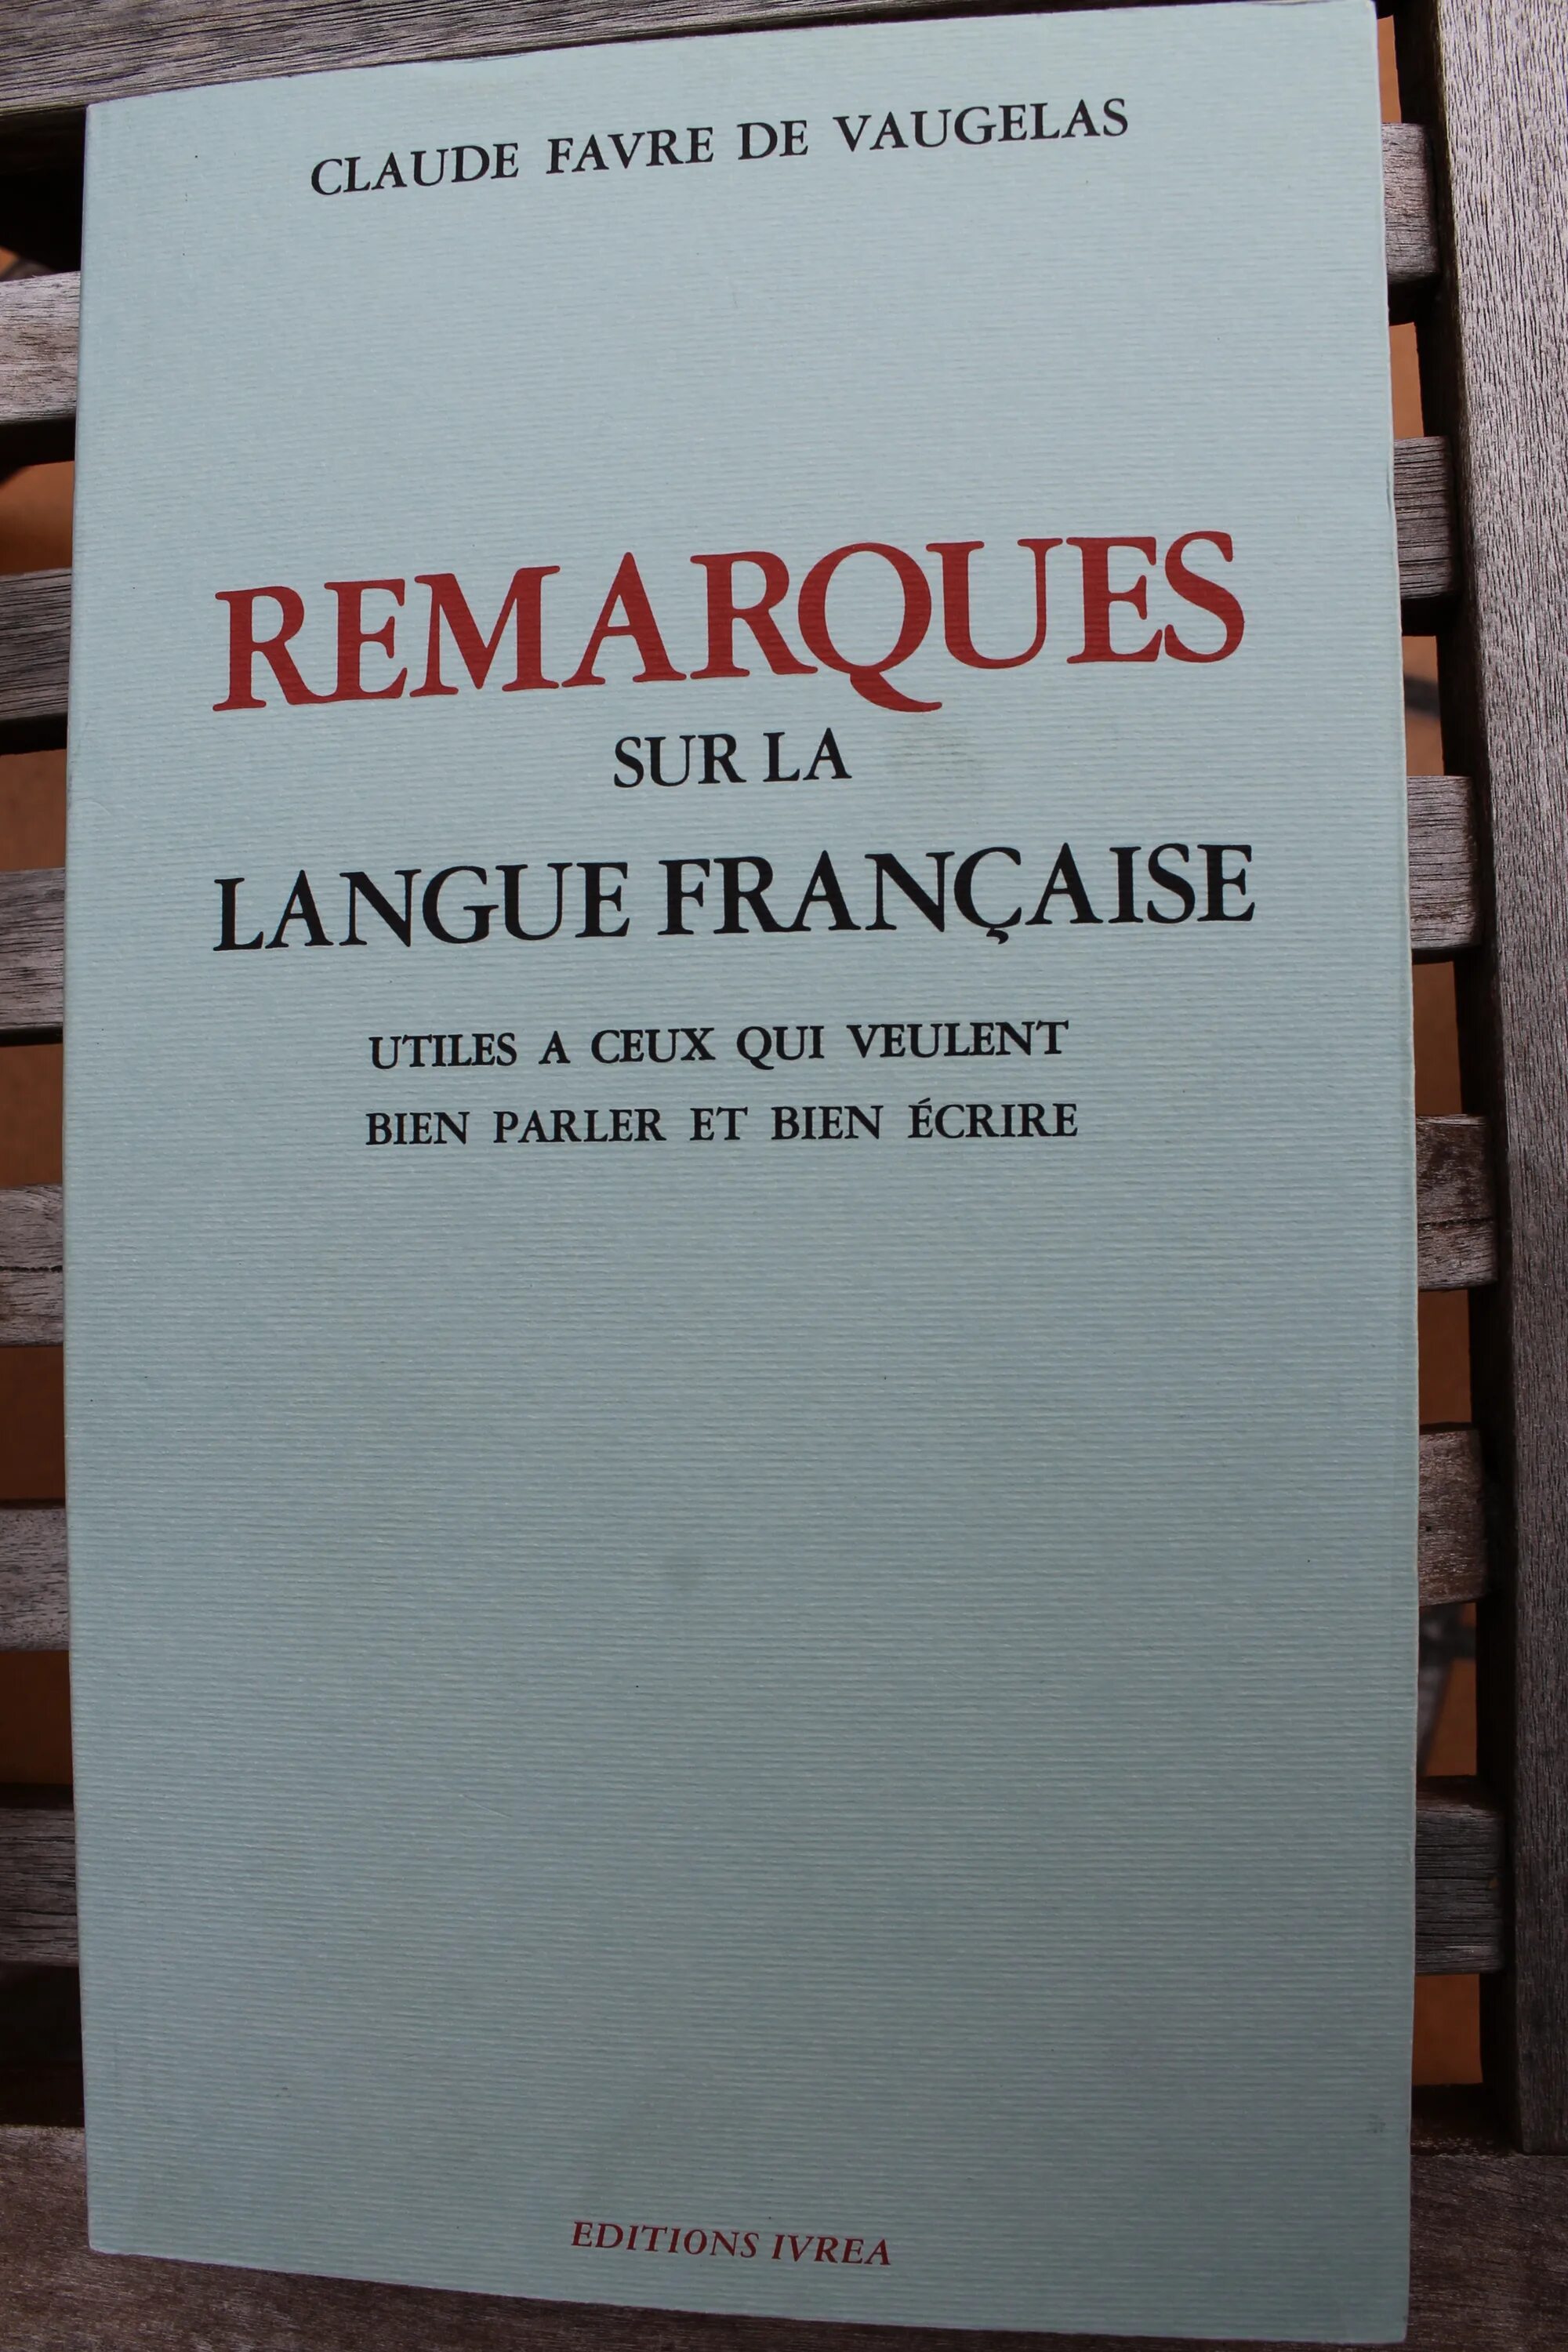 CLAUDE FAVRE DE VAUGELAS
REMARQUES
SUR LA
LANGUE FRANÇAISE
UTILES A CEUX QUI VEULENT
BIEN PARLER ET BIEN ÉCRIRE
EDITIONS IVREA